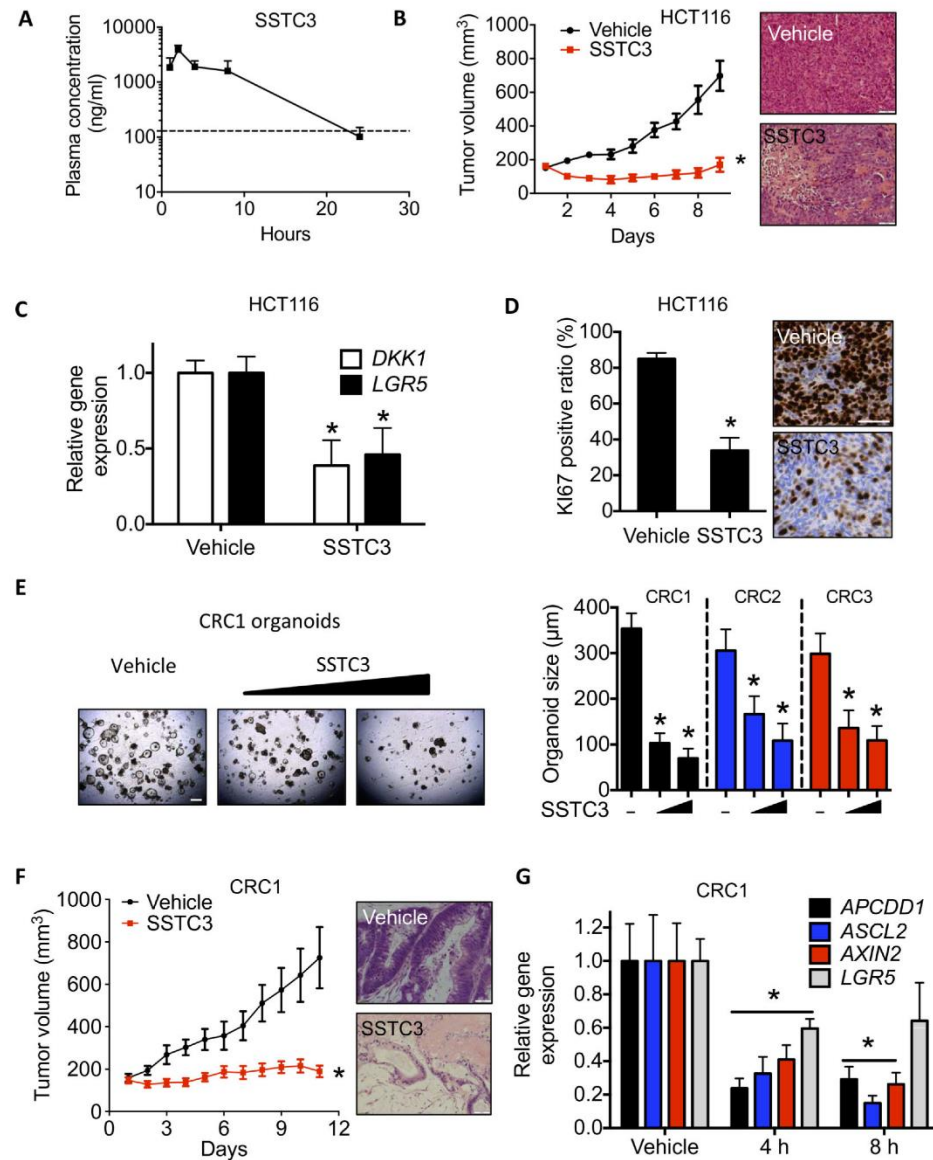 A
SSTC3
Plasma concentration
(ng/ml)
10000
1000
100
10
0
10
20
30
Hours
B
HCT116
Vehicle
SSTC3
Tumor volume (mm³)
1000
800
600
400
200
0
2
4
6
8
*
Days
Vehicle
SSTC3
C
HCT116
Relative gene
expression
1.0
0.5
0.0
DKK1
LGR5
* *
Vehicle
SSTC3
D
HCT116
KI67 positive ratio (%)
100
80
60
40
20
0
*
Vehicle SSTC3
Vehicle
SSTC3
E
CRC1 organoids
Vehicle
SSTC3
Organoid size (µm)
400
300
200
100
0
CRC1
CRC2
CRC3
* *
* *
* *
SSTC3
–
–
–
F
CRC1
Vehicle
SSTC3
Tumor volume (mm³)
1000
800
600
400
200
0
0
3
6
9
12
*
Days
Vehicle
SSTC3
G
CRC1
APCDD1
ASCL2
AXIN2
LGR5
Relative gene
expression
1.2
1.0
0.8
0.6
0.4
0.2
0.0
*
*
Vehicle
4 h
8 h